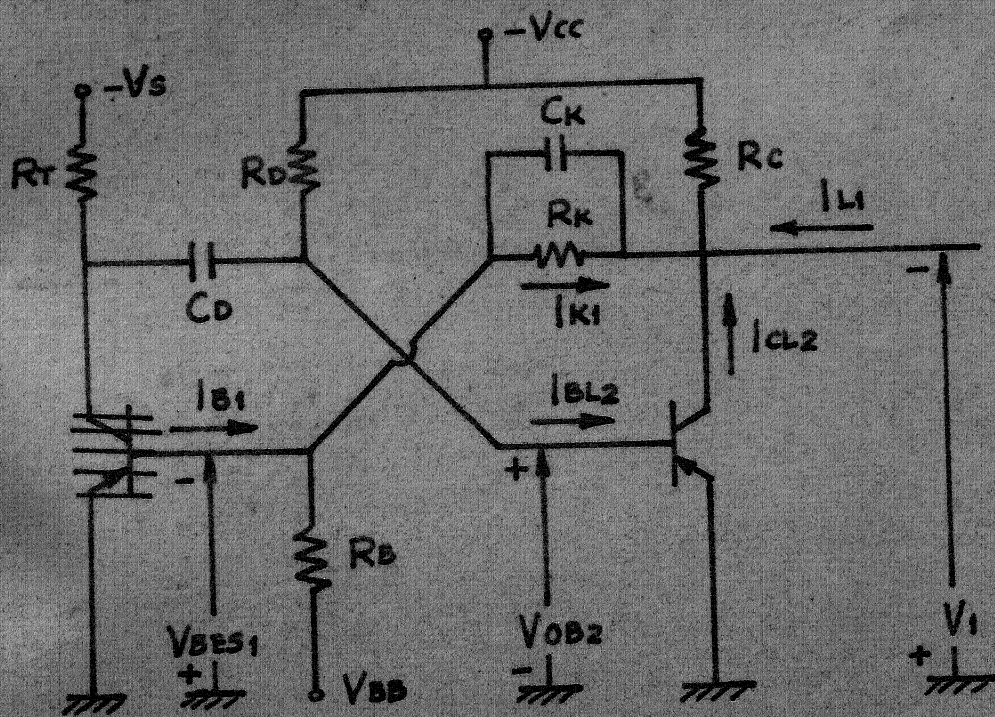 -VCC
-VS
CK
RT
RD
RC
RK
IL1
CD
IK1
ICL2
IB1
IBL2
+
-
-
-
RB
VBES1
+
VOB2
-
VBB
V1
+